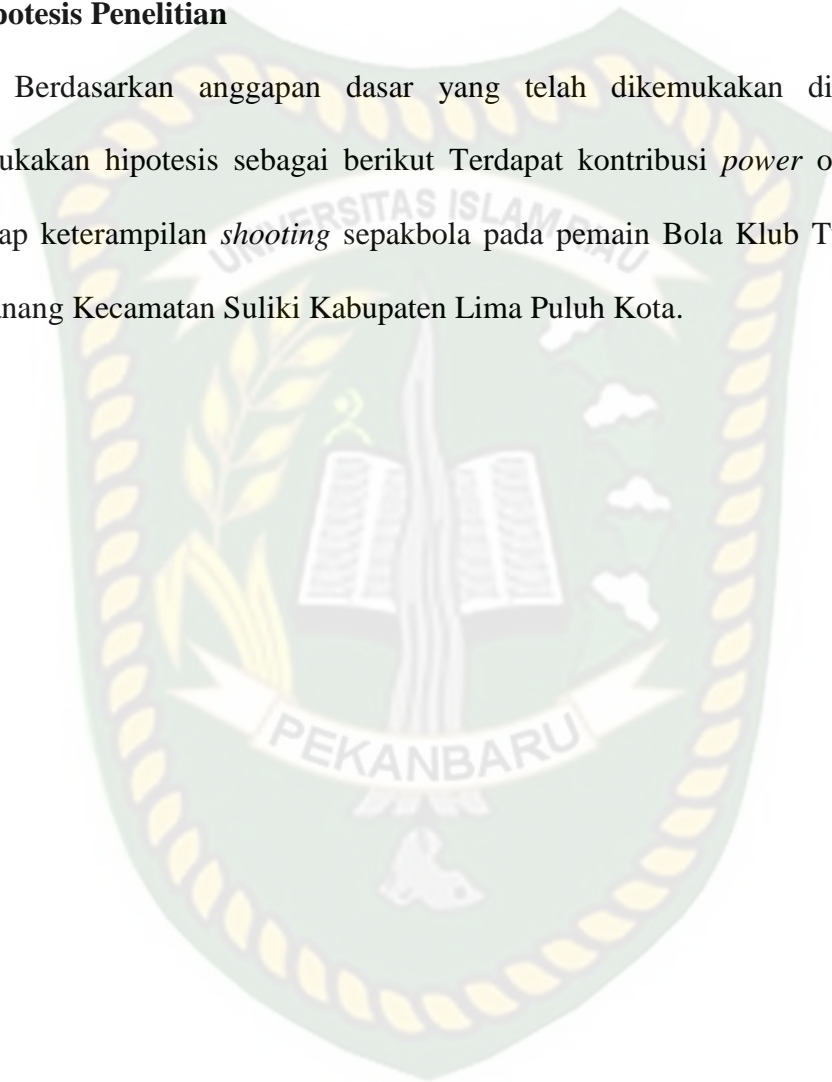 potesis Penelitian
Berdasarkan anggapan dasar yang telah dikemukakan di
ukakan hipotesis sebagai berikut Terdapat kontribusi power o
ap keterampilan shooting sepakbola pada pemain Bola Klub T
anang Kecamatan Suliki Kabupaten Lima Puluh Kota.
UNIVERSITAS ISLAM RIAU
PEKANBARU